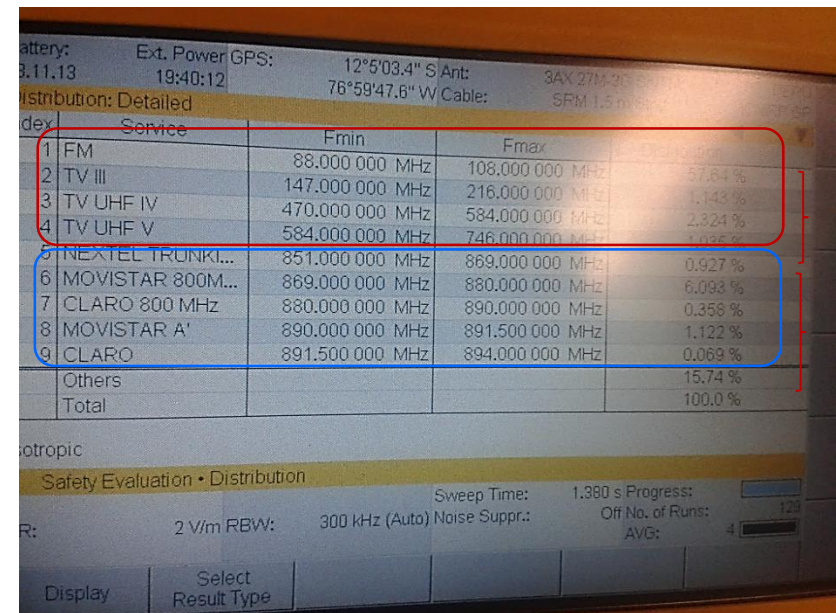 attery: Ext. Power GPS: 12°5'03.4" S Ant: 3AX 27M-3G
3.11.13 19:40:12 76°59'47.6" W Cable: SRM 1.5 m
istribution: Detailed
dex Service Fmin Fmax
1 FM 88.000 000 MHz 108.000 000 MHz 57.64 %
2 TV III 147.000 000 MHz 216.000 000 MHz 1.143 %
3 TV UHF IV 470.000 000 MHz 584.000 000 MHz 2.324 %
4 TV UHF V 584.000 000 MHz 746.000 000 MHz
5 NEXTEL TRUNKI... 851.000 000 MHz 869.000 000 MHz 0.927 %
6 MOVISTAR 800M... 869.000 000 MHz 880.000 000 MHz 6.093 %
7 CLARO 800 MHz 880.000 000 MHz 890.000 000 MHz 0.358 %
8 MOVISTAR A' 890.000 000 MHz 891.500 000 MHz 1.122 %
9 CLARO 891.500 000 MHz 894.000 000 MHz 0.069 %
Others 15.74 %
Total 100.0 %
sotropic
Safety Evaluation • Distribution
Sweep Time: 1.380 s Progress:
R: 2 V/m RBW: 300 kHz (Auto) Noise Suppr.: Off No. of Runs: 129
AVG: 4
Display Select
Result Type